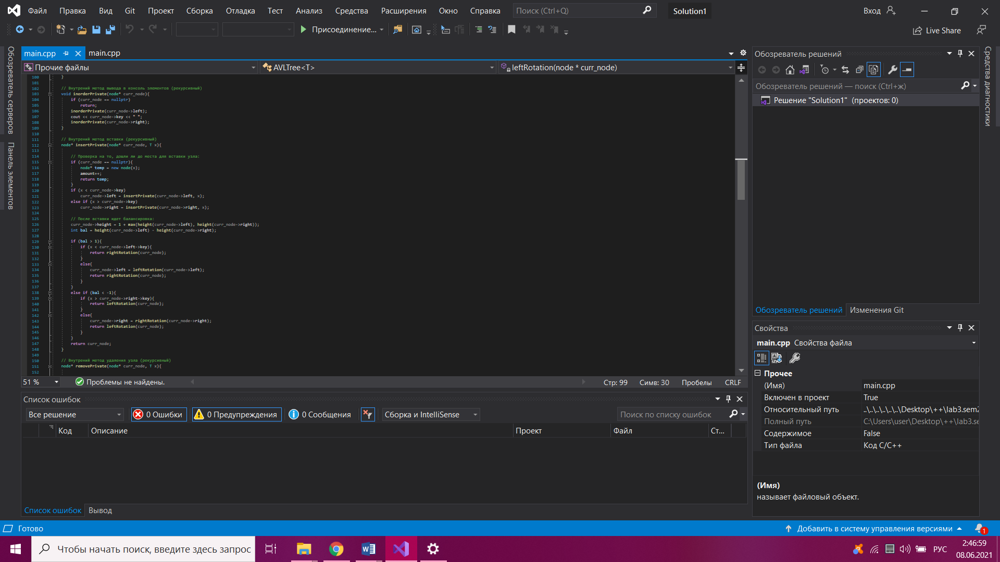 Файл Правка Вид Git Проект Сборка Отладка Тест Анализ Средства Расширения Окно Справка Поиск (Ctrl+Q) Solution1 Вход
Присоединение... Live Share
Обозреватель серверов
Панель элементов
main.cpp main.cpp
Прочие файлы AVLTree<T> leftRotation(node * curr_node)
100 }
101
102 // Внутрений метод вывода в консоль элементов (рекурсивный)
103 void inorderPrivate(node* curr_node){
104 if (curr_node == nullptr)
105 return;
106 inorderPrivate(curr_node->left);
107 cout << curr_node->key << " ";
108 inorderPrivate(curr_node->right);
109 }
110
111 // Внутрений метод вставки (рекурсивный)
112 node* insertPrivate(node* curr_node, T x){
113
114 // Проверка на то, дошли ли до места для вставки узла:
115 if (curr_node == nullptr){
116 node* temp = new node(x);
117 amount++;
118 return temp;
119 }
120 if (x < curr_node->key)
121 curr_node->left = insertPrivate(curr_node->left, x);
122 else if (x > curr_node->key)
123 curr_node->right = insertPrivate(curr_node->right, x);
124
125 // После вставки идет балансировка:
126 curr_node->height = 1 + max(height(curr_node->left), height(curr_node->right));
127 int bal = height(curr_node->left) - height(curr_node->right);
128
129 if (bal > 1){
130 if (x < curr_node->left->key){
131 return rightRotation(curr_node);
132 }
133 else{
134 curr_node->left = leftRotation(curr_node->left);
135 return rightRotation(curr_node);
136 }
137 }
138 else if (bal < -1){
139 if (x > curr_node->right->key){
140 return leftRotation(curr_node);
141 }
142 else{
143 curr_node->right = rightRotation(curr_node->right);
144 return leftRotation(curr_node);
145 }
146 }
147 return curr_node;
148 }
149
150 // Внутрений метод удаления узла (рекурсивный)
151 node* removePrivate(node* curr_node, T x){
152
51 % Проблемы не найдены. Стр: 99 Симв: 30 Пробелы CRLF
Список ошибок
Все решение 0 Ошибки 0 Предупреждения 0 Сообщения Сборка и IntelliSense Поиск по списку ошибок
Код Описание Проект Файл Ст...
Список ошибок Вывод
Обозреватель решений
Обозреватель решений — поиск (Ctrl+ж)
Решение "Solution1" (проектов: 0)
Обозреватель решений Изменения Git
Свойства
main.cpp Свойства файла
Прочее
(Имя) main.cpp
Включен в проект True
Относительный путь ..\..\..\..\..\..\Desktop\++\lab3.sem2
Полный путь C:\Users\user\Desktop\++\lab3.se
Содержимое False
Тип файла Код C/C++
(Имя)
называет файловый объект.
Средства диагностики
Готово Добавить в систему управления версиями 1
Чтобы начать поиск, введите здесь запрос РУС 2:46:59
08.06.2021